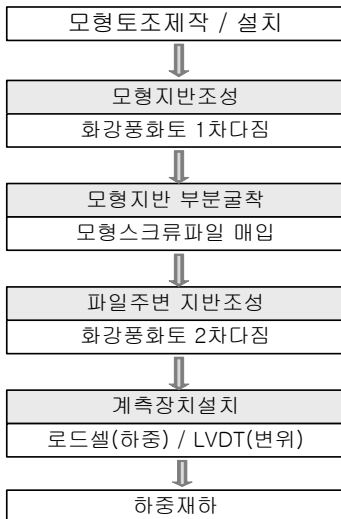 모형토조제작 / 설치
모형지반조성
화강풍화토 1차다짐
모형지반 부분굴착
모형스크류파일 매입
파일주변 지반조성
화강풍화토 2차다짐
계측장치설치
로드셀(하중) / LVDT(변위)
하중재하